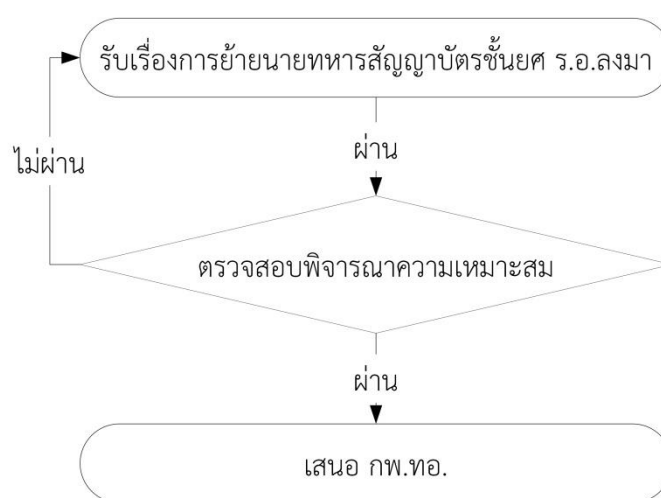 รับเรื่องการย้ายนายทหารสัญญาบัตรชั้นยศ ร.อ.ลงมา
ผ่าน
ไม่ผ่าน
ตรวจสอบพิจารณาความเหมาะสม
ผ่าน
เสนอ กพ.ทอ.